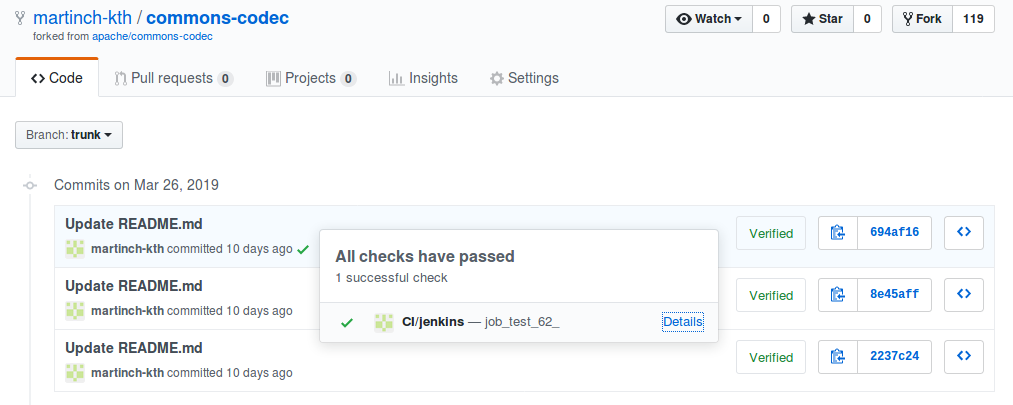 martinch-kth / commons-codec
forked from apache/commons-codec
Watch 0 Star 0 Fork 119
Code Pull requests 0 Projects 0 Insights Settings
Branch: trunk
Commits on Mar 26, 2019
Update README.md
martinch-kth committed 10 days ago
Verified 694af16
All checks have passed
1 successful check
CI/jenkins — job_test_62_ Details
Update README.md
martinch-kth committed 10 days ago
Verified 8e45aff
Update README.md
martinch-kth committed 10 days ago
Verified 2237c24